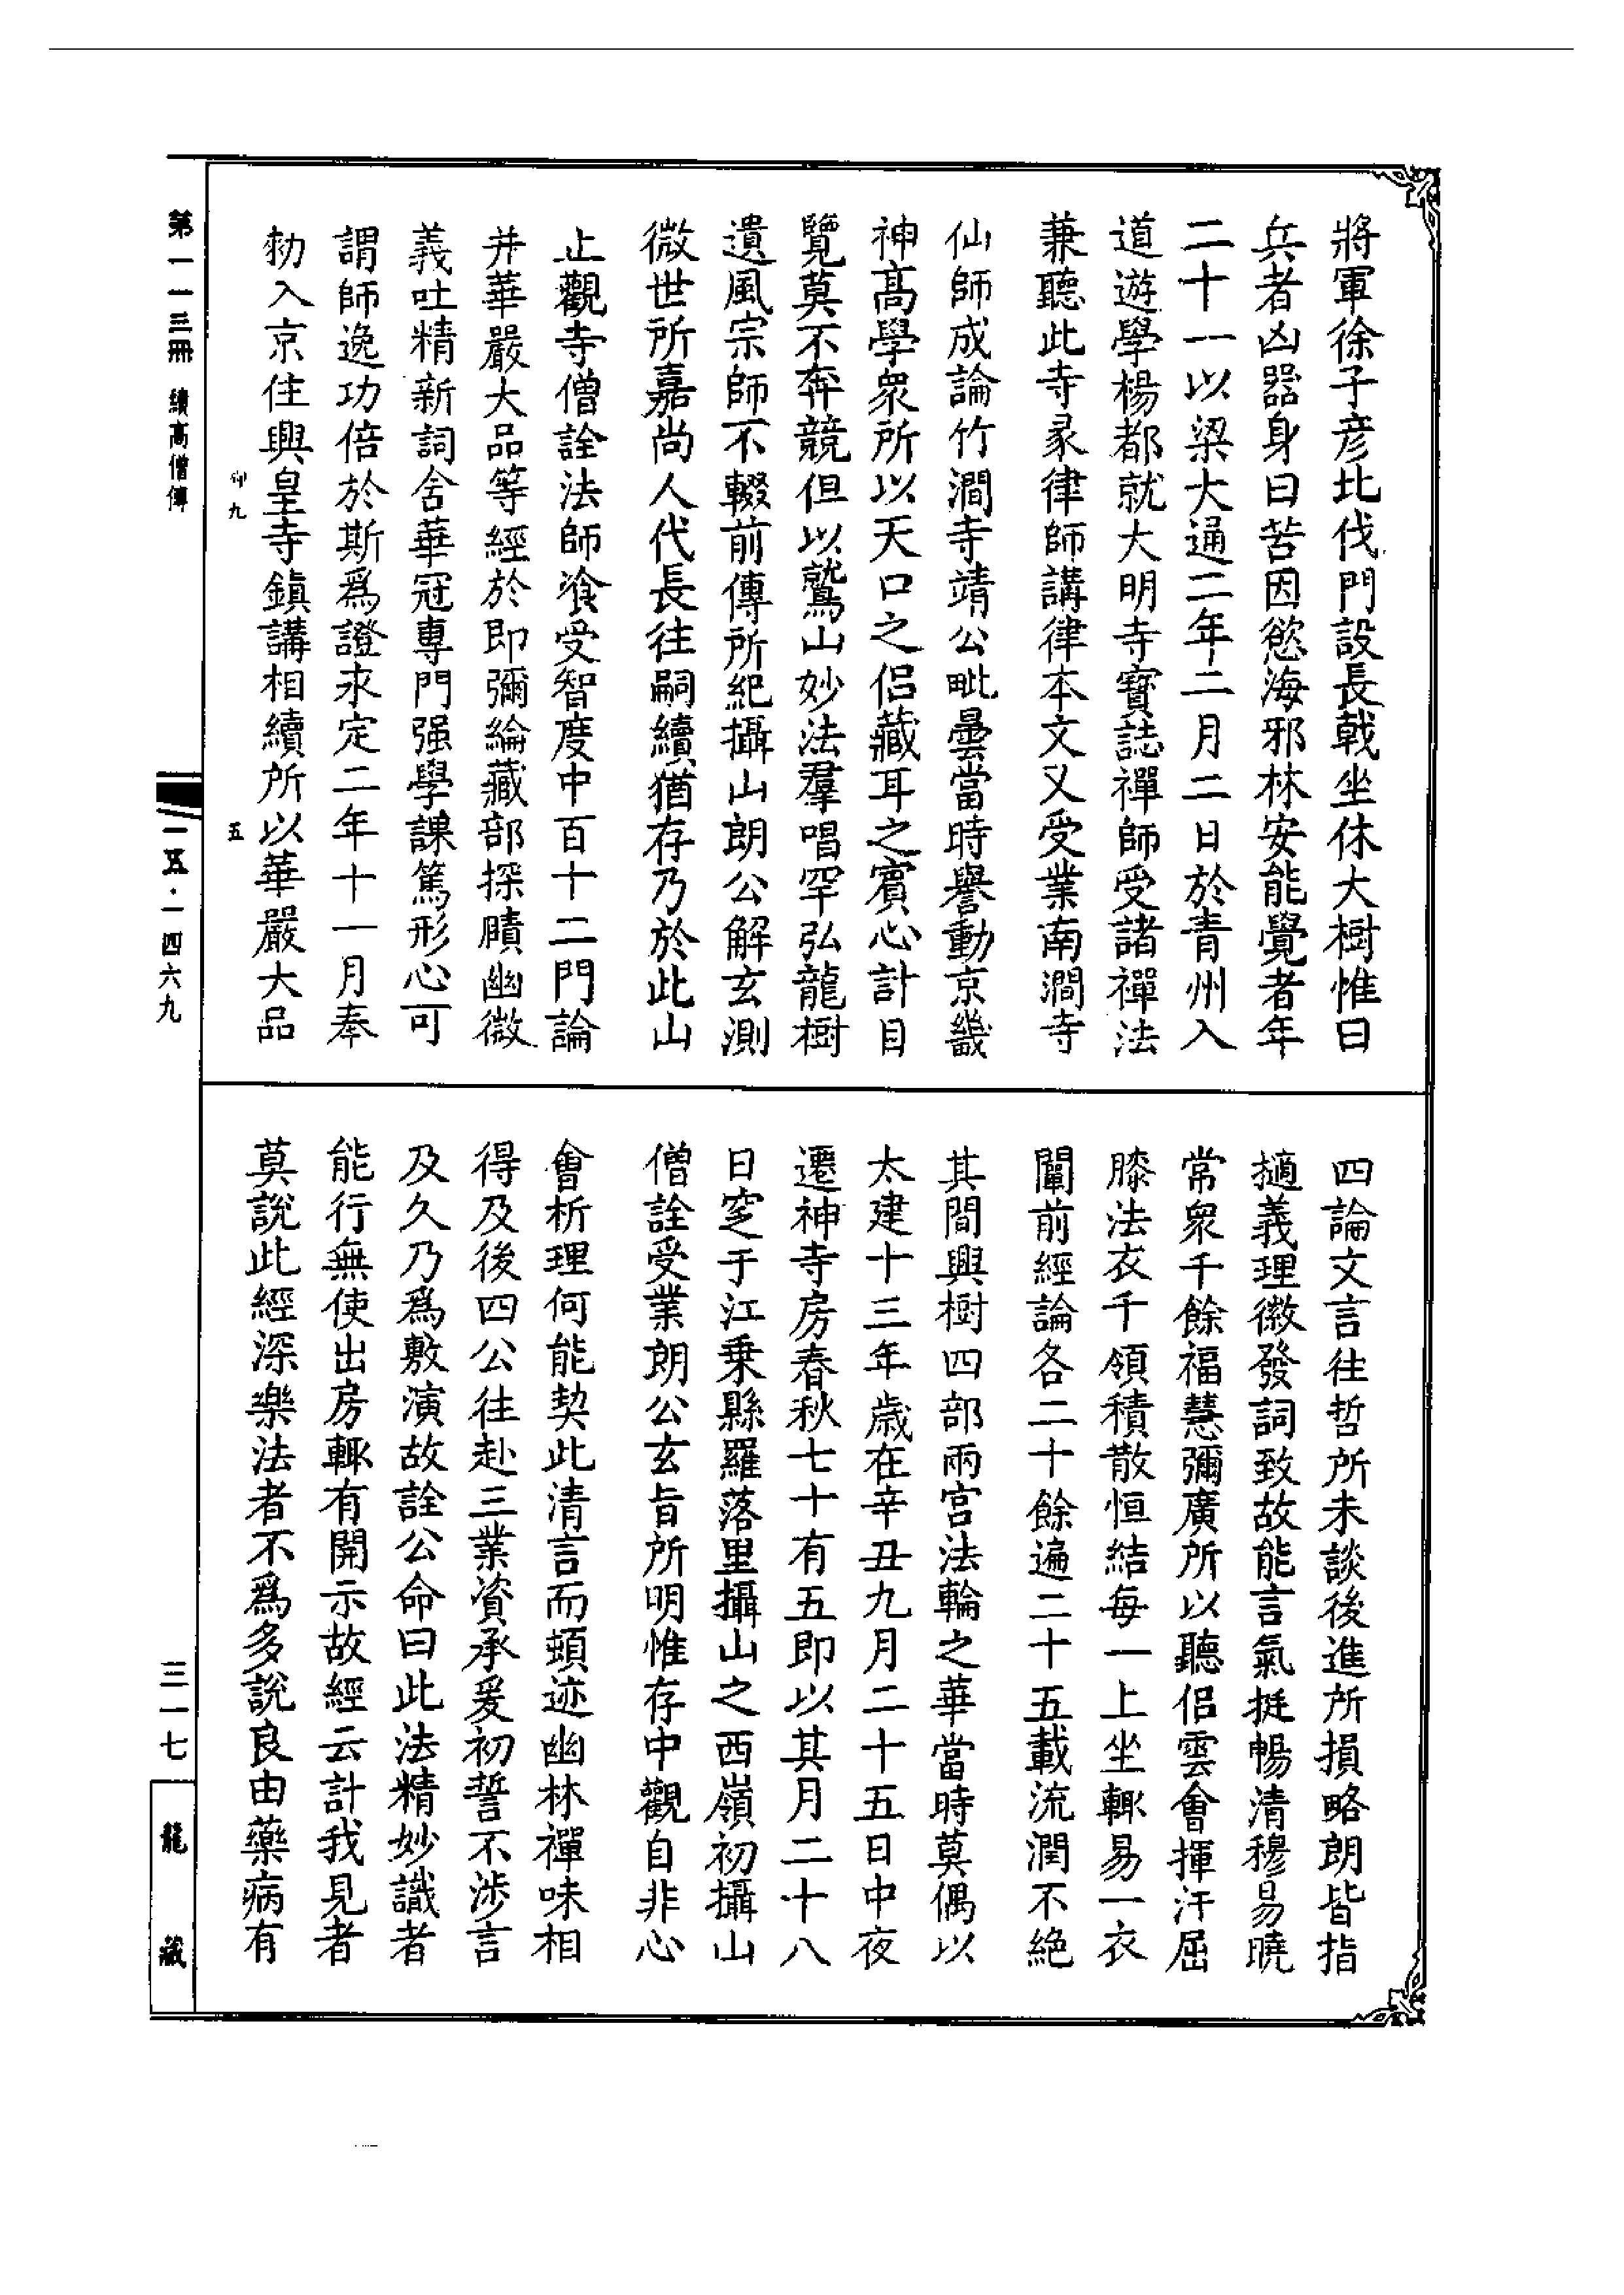 將軍徐子彦北伐門設長戟坐休大樹惟曰
兵者凶器身曰苦因慾海邪林安能覺者年
二十一以梁大通二年二月二日於青州入
道遊學楊都就大明寺寶誌禪師受諸禪法
兼聽此寺彖律師講律本文又受業南澗寺
仙師成論竹澗寺靖公毗曇當時譽動京畿
神高學衆所以天口之侶藏耳之賓心計目
覽莫不奔競但以鷲山妙法羣唱罕弘龍樹
遺風宗師不輟前傳所紀攝山朗公解玄測
微世所嘉尚人代長往嗣續猶存乃於此山
止觀寺僧詮法師飡受智度中百十二門論
并華嚴大品等經於即彌綸藏部探賾幽微
義吐精新詞含華冠專門强學課篤形心可
謂師逸功倍於斯爲證永定二年十一月奉
勑入京住興皇寺鎮講相續所以華嚴大品
四論文言往哲所未談後進所損略朗皆指
擿義理徵發詞致故能言氣挺暢清穆易曉
常衆千餘福慧彌廣所以聽侶雲會揮汗屈
膝法衣千領積散恒結每一上坐輙易一衣
闡前經論各二十餘遍二十五載流潤不絶
其間興樹四部兩宫法輪之華當時莫偶以
太建十三年歲在辛丑九月二十五日中夜
遷神寺房春秋七十有五即以其月二十八
日窆于江乗縣羅落里攝山之西嶺初攝山
僧詮受業朗公玄旨所明惟存中觀自非心
會析理何能契此清言而頓迹幽林禪味相
得及後四公往赴三業資承爰初誓不涉言
及久乃爲敷演故詮公命曰此法精妙識者
能行無使出房輙有開示故經云計我見者
莫說此經深樂法者不爲多說良由藥病有
第一一三冊 續高僧傳
卿九
五
一五·一四六九
三一七
龍藏